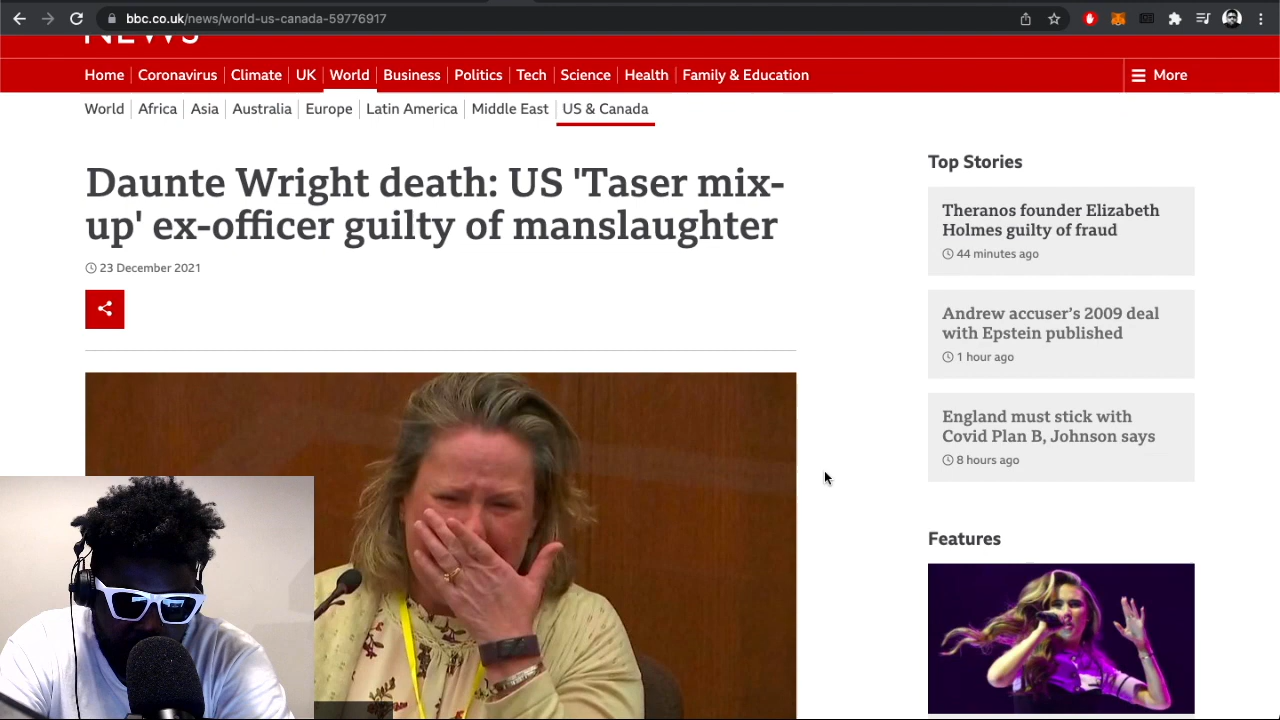 bbc.co.uk/news/world-us-canada-59776917
NEWS
Home
Coronavirus
Climate
UK
World
Business
Politics
Tech
Science
Health
Family & Education
More
World
Africa
Asia
Australia
Europe
Latin America
Middle East
US & Canada
Daunte Wright death: US 'Taser mix-
up' ex-officer guilty of manslaughter
23 December 2021
Top Stories
Theranos founder Elizabeth
Holmes guilty of fraud
44 minutes ago
Andrew accuser's 2009 deal
with Epstein published
1 hour ago
England must stick with
Covid Plan B, Johnson says
8 hours ago
Features